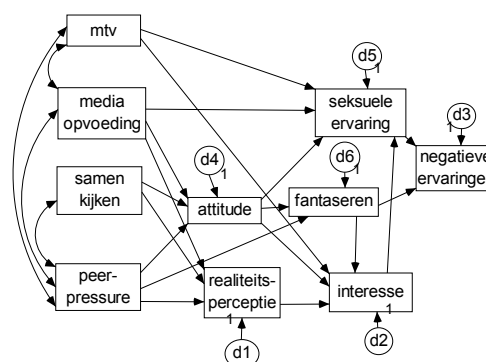 mtv
d5
1
media
opvoeding
seksuele
ervaring
d3
1
negatieve
ervaringen
samen
kijken
d4
1
d6
1
attitude
fantaseren
peer-
pressure
realiteits-
perceptie
1
interesse
1
d1
d2